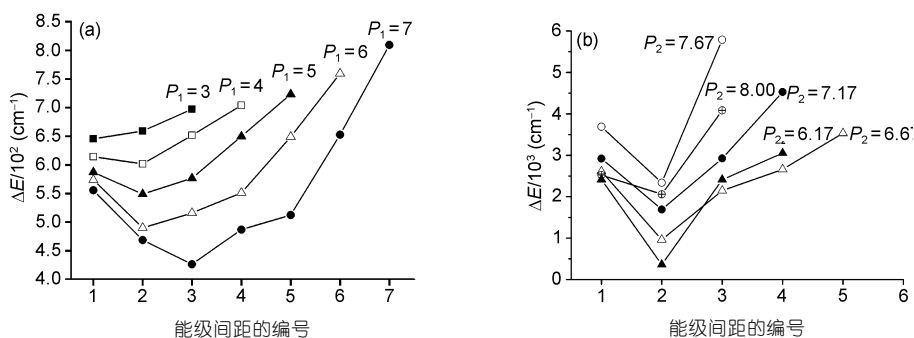 (a)
P₁=7
P₁=6
P₁=5
P₁=4
P₁=3
8.5
8.0
7.5
7.0
6.5
6.0
5.5
5.0
4.5
4.0
ΔE/10² (cm⁻¹)
1 2 3 4 5 6 7
能级间距的编号
(b)
P₂=7.67
P₂=8.00
P₂=7.17
P₂=6.17
P₂=6.67
6
5
4
3
2
1
0
ΔE/10³ (cm⁻¹)
1 2 3 4 5 6
能级间距的编号